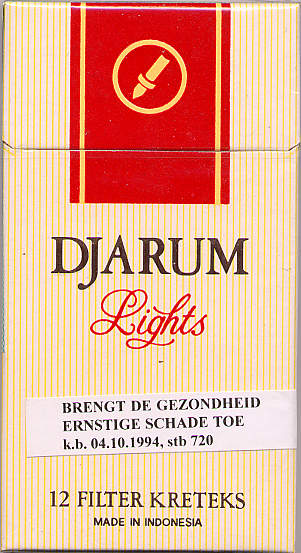 DJARUM
Lights
BRENGT DE GEZONDHEID
ERNSTIGE SCHADE TOE
k.b. 04.10.1994, stb 720
12 FILTER KRETEKS
MADE IN INDONESIA